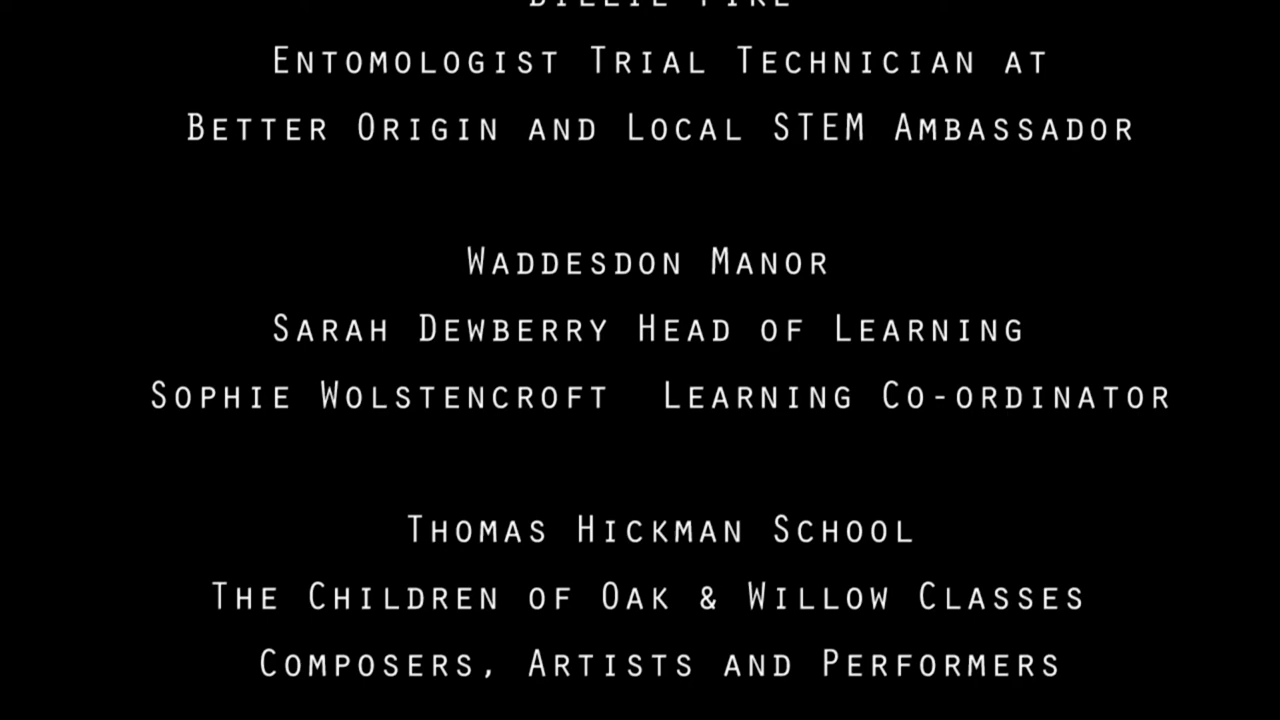 Entomologist Trial Technician at
Better Origin and Local STEM Ambassador
Waddesdon Manor
Sarah Dewberry Head of Learning
Sophie Wolstencroft Learning Co-ordinator
Thomas Hickman School
The Children of Oak & Willow Classes
Composers, Artists and Performers